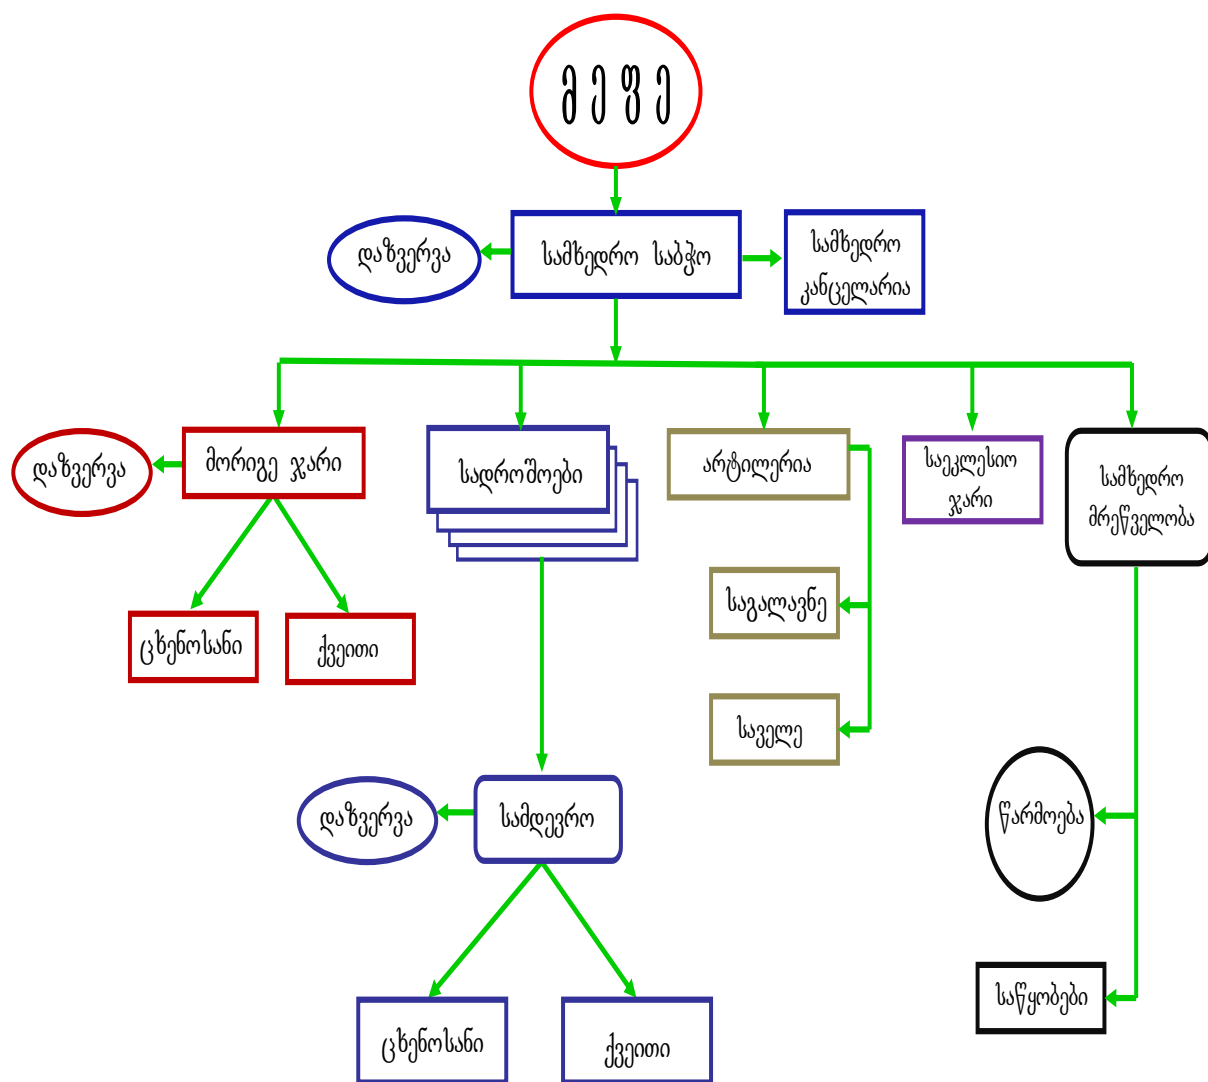 მეფე
დაზვერვა
სამხედრო საბჭო
სამხედრო
კანცელარია
დაზვერვა
მორიგე ჯარი
სადროშოები
არტილერია
საეკლესიო
ჯარი
სამხედრო
მრეწველობა
ცხენოსანი
ქვეითი
საგალავნე
საველე
დაზვერვა
სამდევრო
წარმოება
საწყობები
ცხენოსანი
ქვეითი